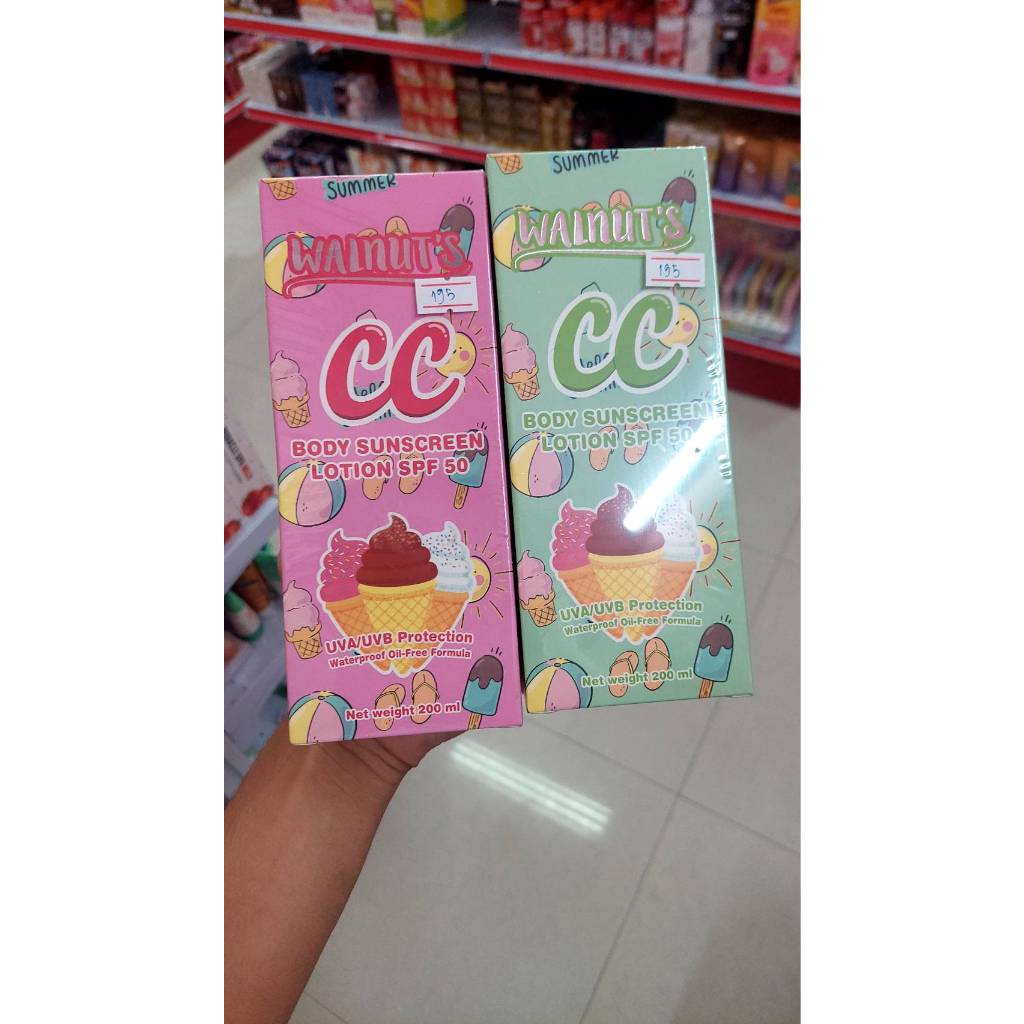 SUMMER
WALNUT'S
195
CC
BODY SUNSCREEN
LOTION SPF 50
UVA/UVB Protection
Waterproof Oil-Free Formula
Net weight 200 ml
SUMMER
WALNUT'S
195
CC
BODY SUNSCREEN
LOTION SPF 50
UVA/UVB Protection
Waterproof Oil-Free Formula
Net weight 200 ml